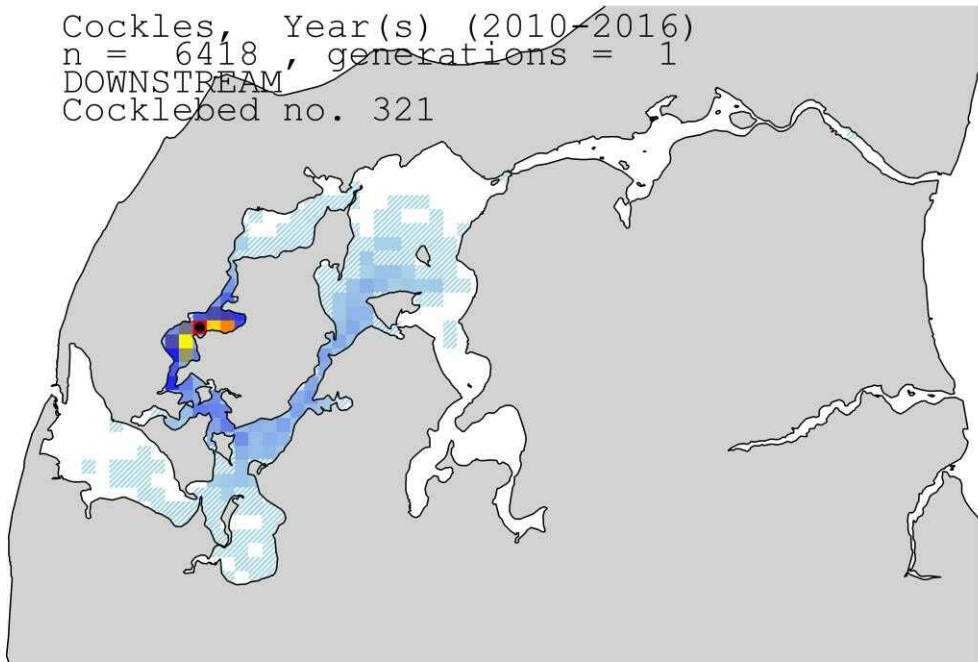 Cockles, Year(s) (2010-2016)
n = 6418 , generations = 1
DOWNSTREAM
Cocklebed no. 321